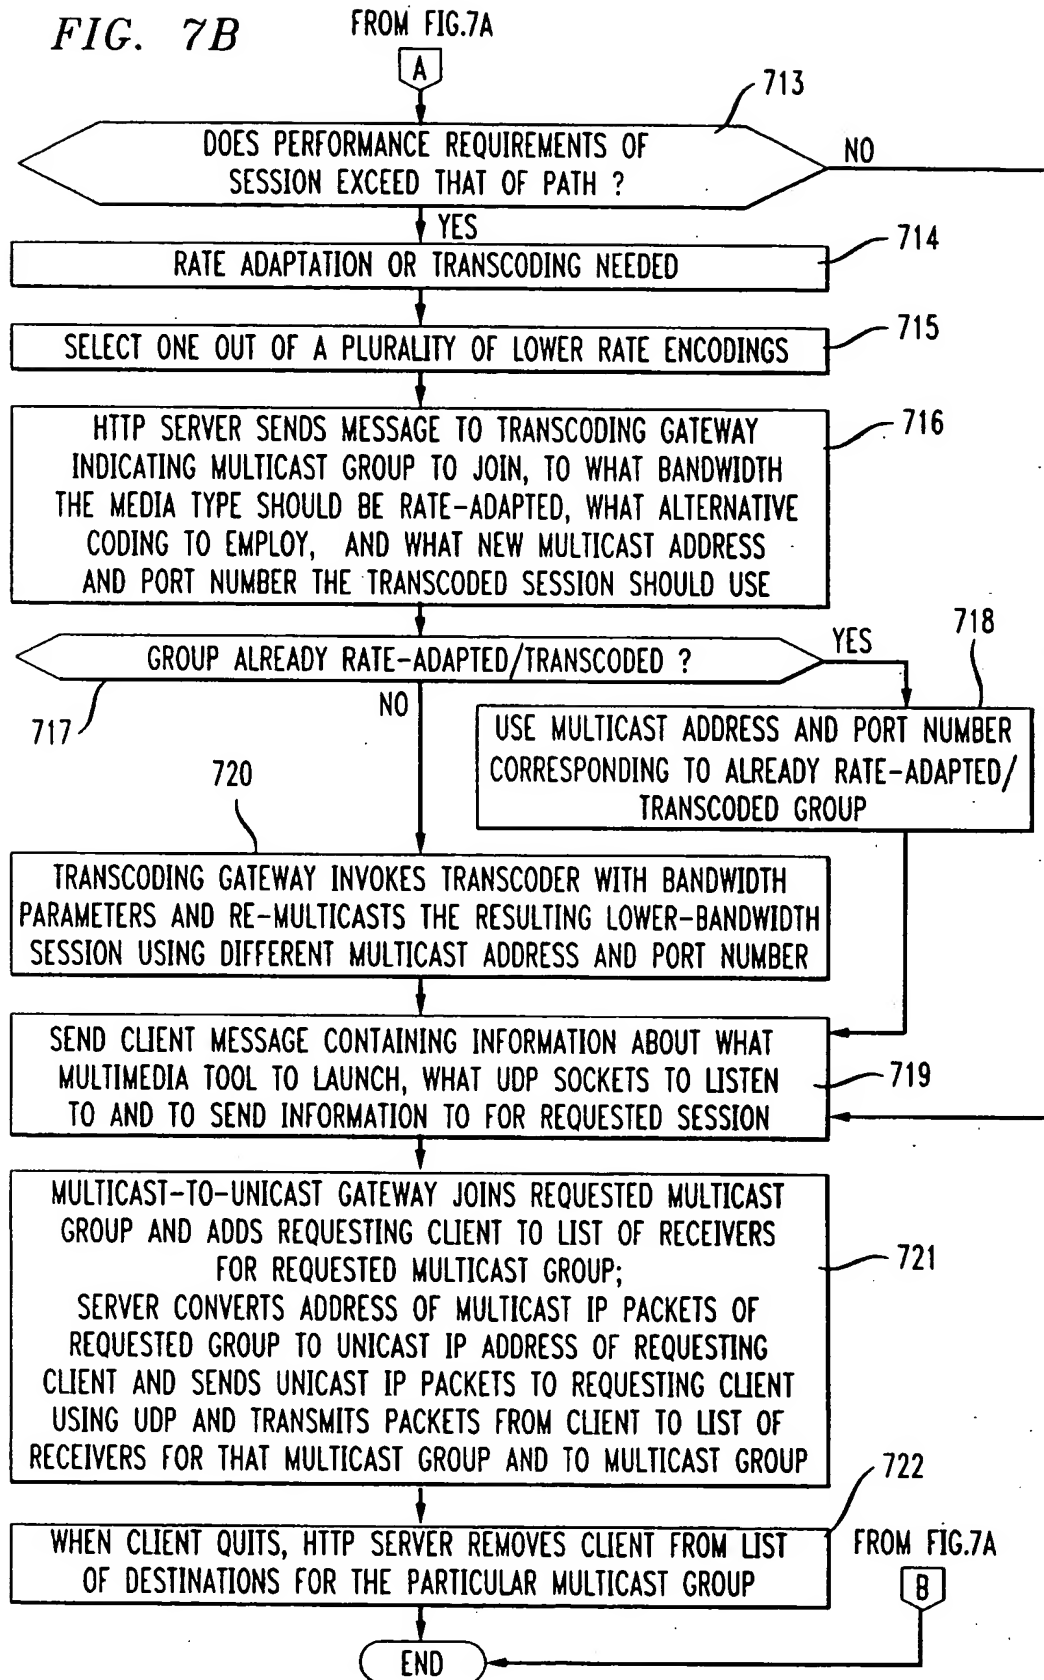 FIG. 7B
FROM FIG.7A
A
713
DOES PERFORMANCE REQUIREMENTS OF
SESSION EXCEED THAT OF PATH ?
NO
YES
714
RATE ADAPTATION OR TRANSCODING NEEDED
715
SELECT ONE OUT OF A PLURALITY OF LOWER RATE ENCODINGS
716
HTTP SERVER SENDS MESSAGE TO TRANSCODING GATEWAY
INDICATING MULTICAST GROUP TO JOIN, TO WHAT BANDWIDTH
THE MEDIA TYPE SHOULD BE RATE-ADAPTED, WHAT ALTERNATIVE
CODING TO EMPLOY, AND WHAT NEW MULTICAST ADDRESS
AND PORT NUMBER THE TRANSCODED SESSION SHOULD USE
GROUP ALREADY RATE-ADAPTED/TRANSCODED ?
YES
718
717
NO
USE MULTICAST ADDRESS AND PORT NUMBER
CORRESPONDING TO ALREADY RATE-ADAPTED/
TRANSCODED GROUP
720
TRANSCODING GATEWAY INVOKES TRANSCODER WITH BANDWIDTH
PARAMETERS AND RE-MULTICASTS THE RESULTING LOWER-BANDWIDTH
SESSION USING DIFFERENT MULTICAST ADDRESS AND PORT NUMBER
SEND CLIENT MESSAGE CONTAINING INFORMATION ABOUT WHAT
MULTIMEDIA TOOL TO LAUNCH, WHAT UDP SOCKETS TO LISTEN
TO AND TO SEND INFORMATION TO FOR REQUESTED SESSION
719
MULTICAST-TO-UNICAST GATEWAY JOINS REQUESTED MULTICAST
GROUP AND ADDS REQUESTING CLIENT TO LIST OF RECEIVERS
FOR REQUESTED MULTICAST GROUP;
SERVER CONVERTS ADDRESS OF MULTICAST IP PACKETS OF
REQUESTED GROUP TO UNICAST IP ADDRESS OF REQUESTING
CLIENT AND SENDS UNICAST IP PACKETS TO REQUESTING CLIENT
USING UDP AND TRANSMITS PACKETS FROM CLIENT TO LIST OF
RECEIVERS FOR THAT MULTICAST GROUP AND TO MULTICAST GROUP
721
722
WHEN CLIENT QUITS, HTTP SERVER REMOVES CLIENT FROM LIST
OF DESTINATIONS FOR THE PARTICULAR MULTICAST GROUP
FROM FIG.7A
B
END